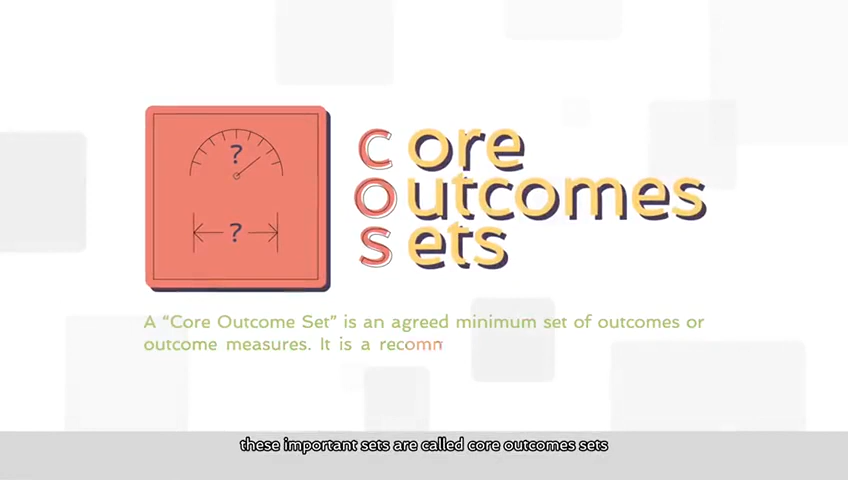 ?
?
Core
Outcomes
Sets
A “Core Outcome Set” is an agreed minimum set of outcomes or
outcome measures. It is a recom
these important sets are called core outcomes sets